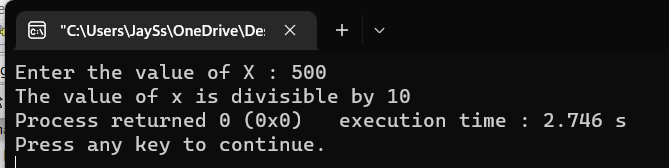 "C:\Users\JaySs\OneDrive\Des
Enter the value of X : 500
The value of x is divisible by 10
Process returned 0 (0x0)   execution time : 2.746 s
Press any key to continue.